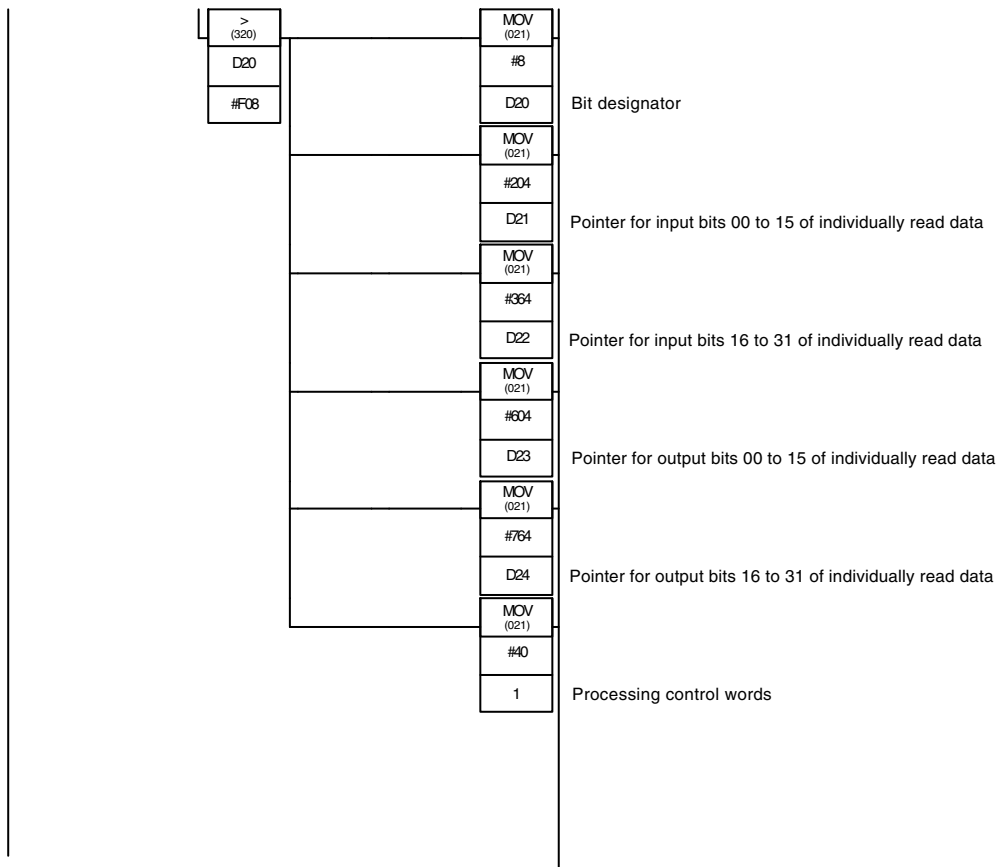 >
(320)
D20
#F08
MOV
(021)
#8
D20 Bit designator
MOV
(021)
#204
D21 Pointer for input bits 00 to 15 of individually read data
MOV
(021)
#364
D22 Pointer for input bits 16 to 31 of individually read data
MOV
(021)
#604
D23 Pointer for output bits 00 to 15 of individually read data
MOV
(021)
#764
D24 Pointer for output bits 16 to 31 of individually read data
MOV
(021)
#40
1 Processing control words